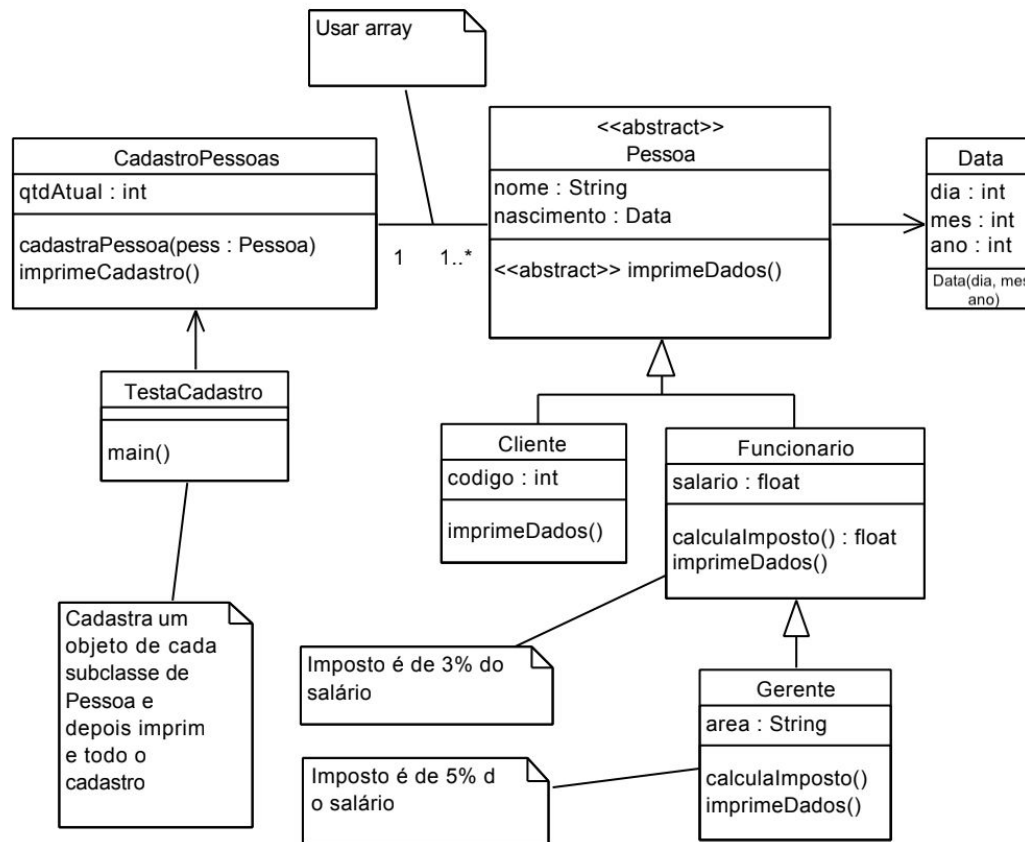 Usar array
CadastroPessoas
qtdAtual : int
cadastraPessoa(pess : Pessoa)
imprimeCadastro()
1
1..*
<<abstract>>
Pessoa
nome : String
nascimento : Data
<<abstract>> imprimeDados()
Data
dia : int
mes : int
ano : int
Data(dia, mes
ano)
TestaCadastro
main()
Cliente
codigo : int
imprimeDados()
Funcionario
salario : float
calculaImposto() : float
imprimeDados()
Cadastra um
objeto de cada
subclasse de
Pessoa e
depois imprim
e todo o
cadastro
Imposto é de 3% do
salário
Gerente
area : String
calculaImposto()
imprimeDados()
Imposto é de 5% d
o salário